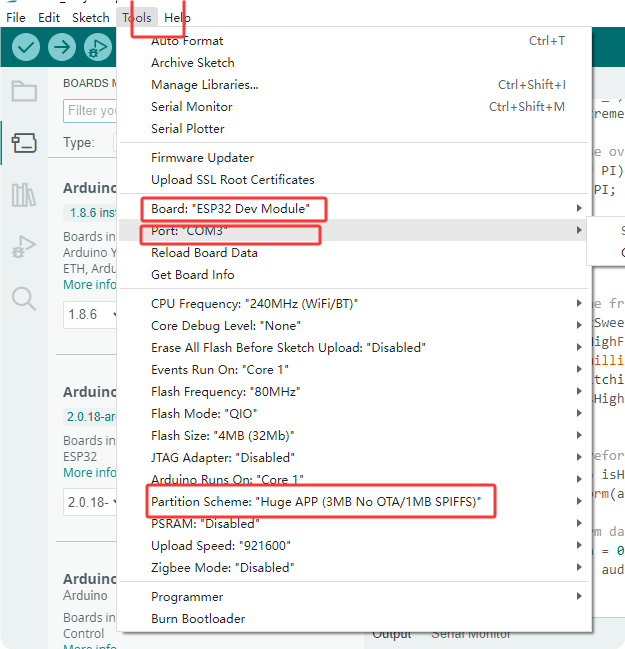 File Edit Sketch Tools Help
Auto Format Ctrl+T
Archive Sketch
Manage Libraries... Ctrl+Shift+I
Serial Monitor Ctrl+Shift+M
Serial Plotter
Firmware Updater
Upload SSL Root Certificates
Board: "ESP32 Dev Module"
Port: "COM3"
Reload Board Data
Get Board Info
CPU Frequency: "240MHz (WiFi/BT)"
Core Debug Level: "None"
Erase All Flash Before Sketch Upload: "Disabled"
Events Run On: "Core 1"
Flash Frequency: "80MHz"
Flash Mode: "QIO"
Flash Size: "4MB (32Mb)"
JTAG Adapter: "Disabled"
Arduino Runs On: "Core 1"
Partition Scheme: "Huge APP (3MB No OTA/1MB SPIFFS)"
PSRAM: "Disabled"
Upload Speed: "921600"
Zigbee Mode: "Disabled"
Programmer
Burn Bootloader
BOARDS M
Filter you
Type:
Arduino
1.8.6 inst
Boards in
Arduino Y
ETH, Ardu
More info
1.8.6
Arduino
2.0.18-ar
Boards in
ESP32
More info
2.0.18-
Arduino
Arduino
Boards in
Control
More info
PI)
PI;
= isH
= 0
aud
Output Serial Monitor